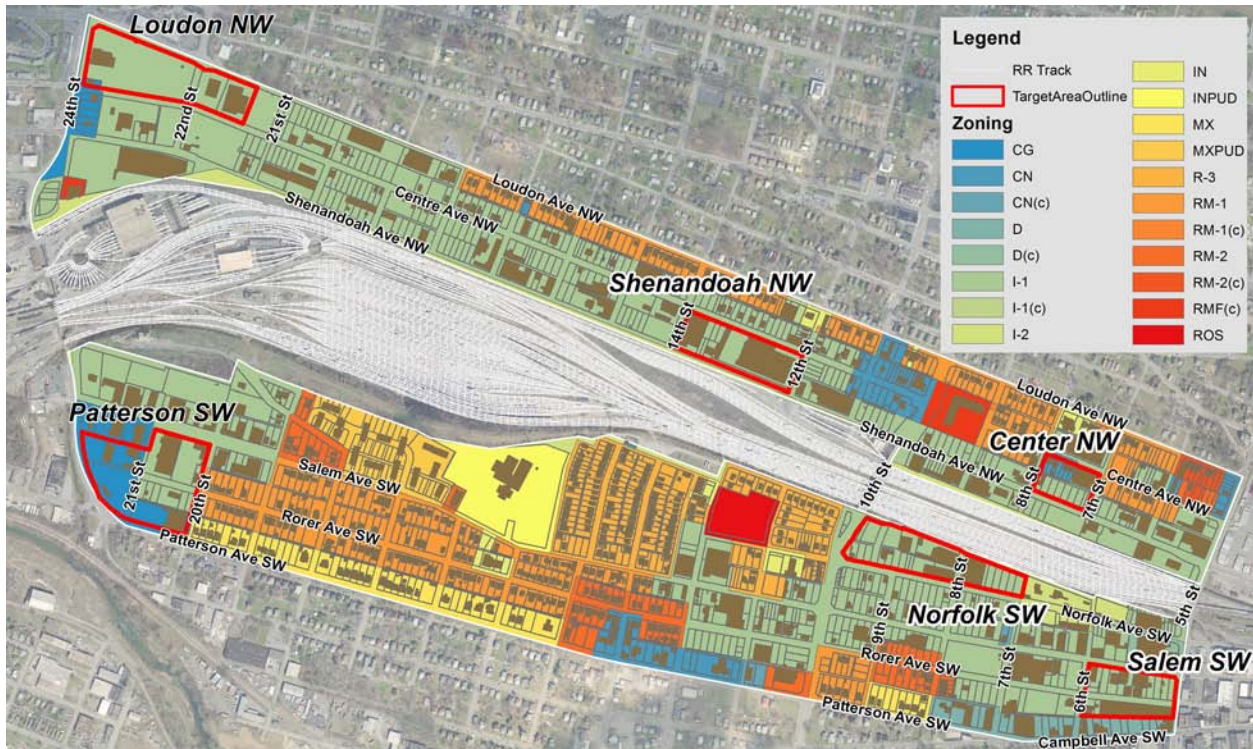 Loudon NW
24th St
22nd St
21st St
Loudon Ave NW
Centre Ave NW
Shenandoah Ave NW
Shenandoah NW
14th St
12th St
Loudon Ave NW
Shenandoah Ave NW
Center NW
8th St
7th St
Centre Ave NW
10th St
5th St
Patterson SW
21st St
20th St
Salem Ave SW
Rorer Ave SW
Patterson Ave SW
8th St
Norfolk SW
Norfolk Ave SW
9th St
Rorer Ave SW
7th St
Salem SW
6th St
Patterson Ave SW
Campbell Ave SW
Legend
RR Track
TargetAreaOutline
Zoning
CG
CN
CN(c)
D
D(c)
I-1
I-1(c)
I-2
IN
INPUD
MX
MXPUD
R-3
RM-1
RM-1(c)
RM-2
RM-2(c)
RMF(c)
ROS